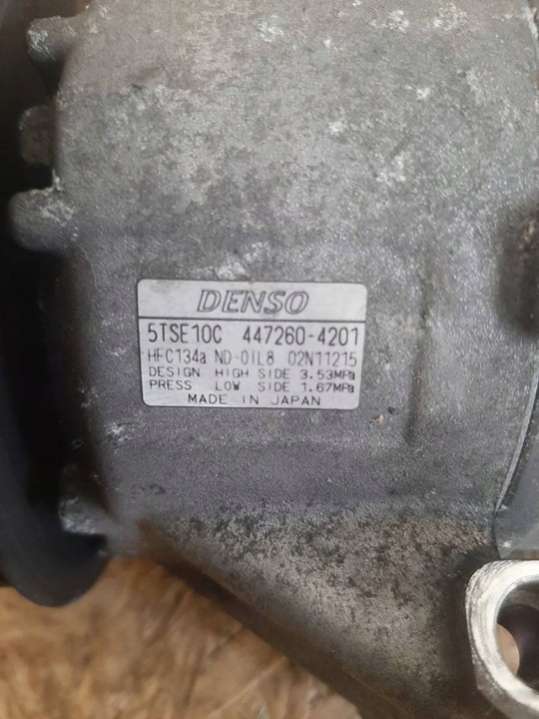 DENSO
5TSE10C 447260-4201
HFC134a ND-OIL8 02N11215
DESIGN HIGH SIDE 3.53MPa
PRESS LOW SIDE 1.67MPa
MADE IN JAPAN